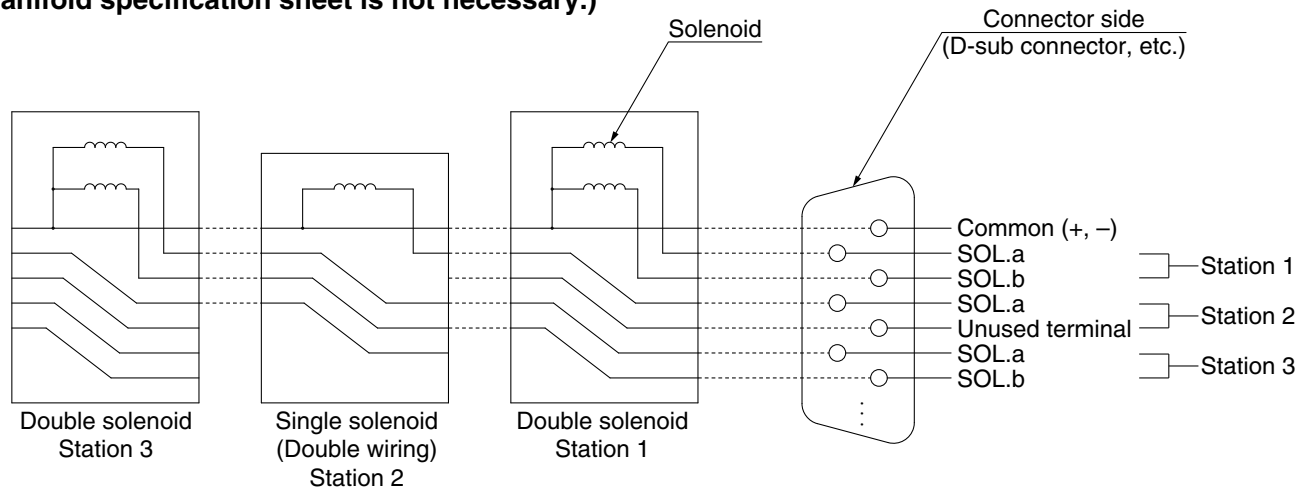 anifold specification sheet is not necessary.)
Solenoid
Connector side
(D-sub connector, etc.)
Common (+, –)
SOL.a
SOL.b
Station 1
SOL.a
Unused terminal
Station 2
SOL.a
SOL.b
Station 3
Double solenoid
Station 3
Single solenoid
(Double wiring)
Station 2
Double solenoid
Station 1